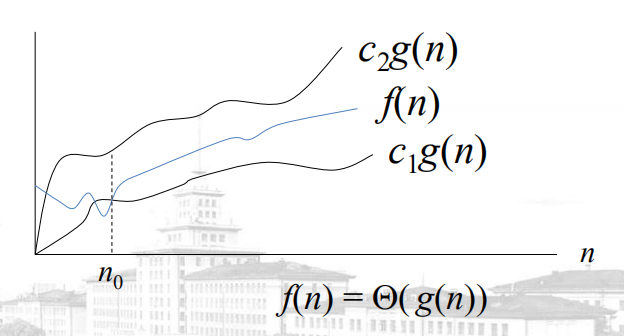 c₂g(n)
f(n)
c₁g(n)
n
n₀
f(n) = Θ( g(n))